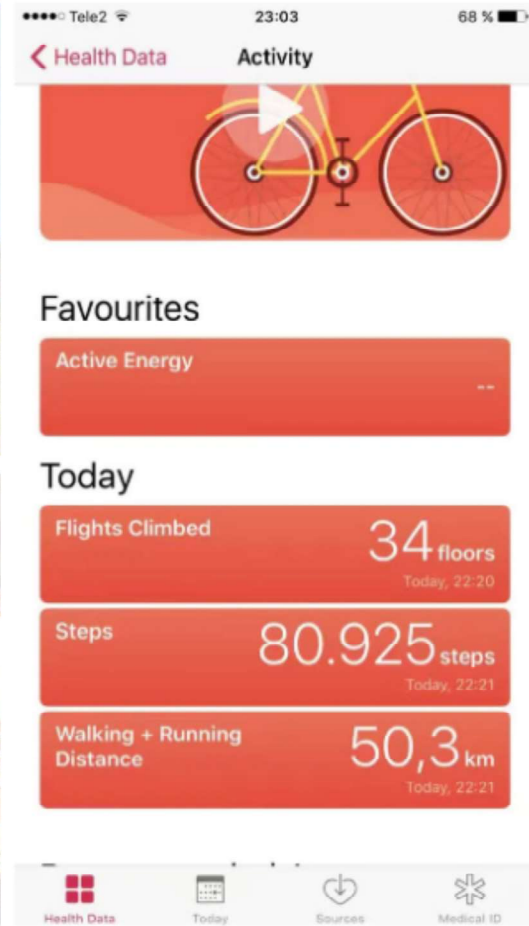 Tele2 23:03 68 %
Health Data Activity
Favourites
Active Energy
--
Today
Flights Climbed
34 floors
Today, 22:20
Steps
80.925 steps
Today, 22:21
Walking + Running
Distance
50,3 km
Today, 22:21
Health Data Today Sources Medical ID